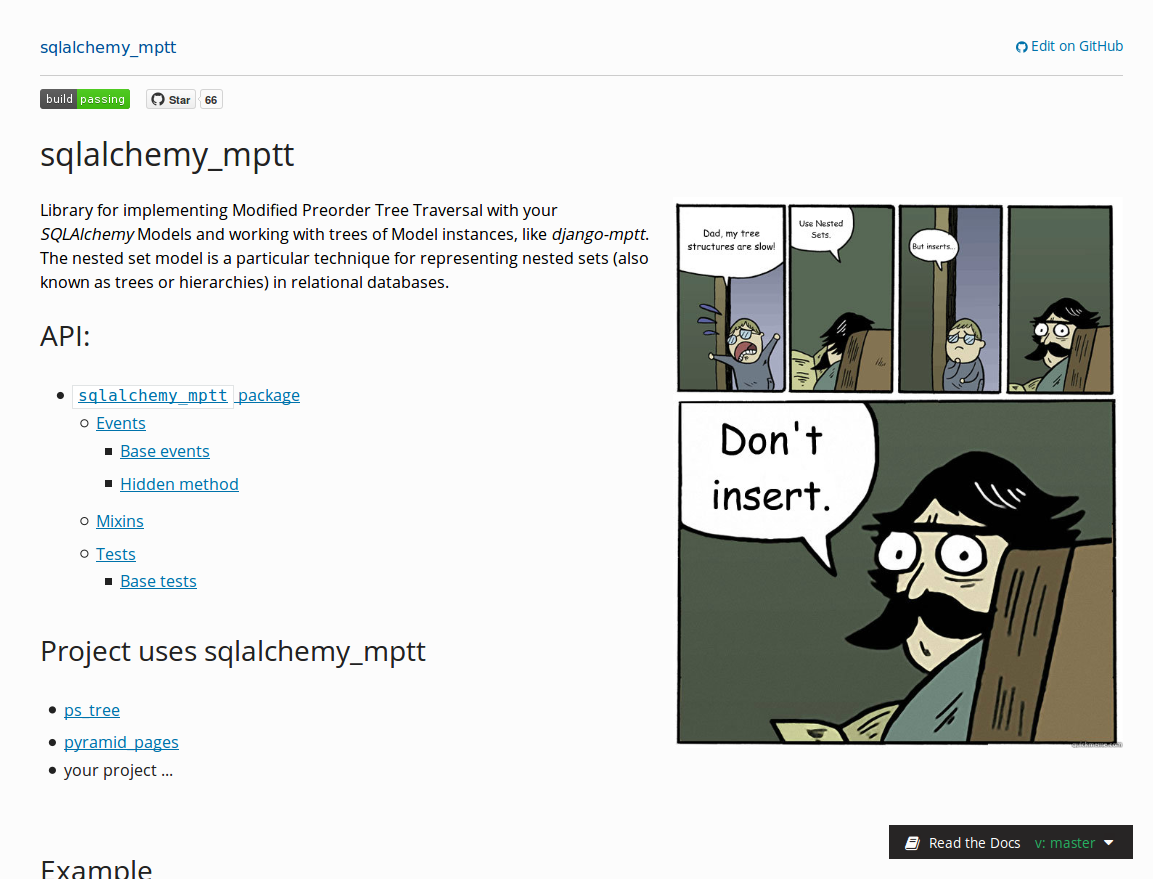 sqlalchemy_mptt
Edit on GitHub
build passing
Star
66
sqlalchemy_mptt
Library for implementing Modified Preorder Tree Traversal with your
SQLAlchemy Models and working with trees of Model instances, like django-mptt.
The nested set model is a particular technique for representing nested sets (also
known as trees or hierarchies) in relational databases.
API:
sqlalchemy_mptt package
Events
Base events
Hidden method
Mixins
Tests
Base tests
Project uses sqlalchemy_mptt
ps_tree
pyramid_pages
your project ...
Example
Dad, my tree
structures are slow!
Use Nested
Sets.
But inserts...
Don't
insert.
Read the Docs
v: master